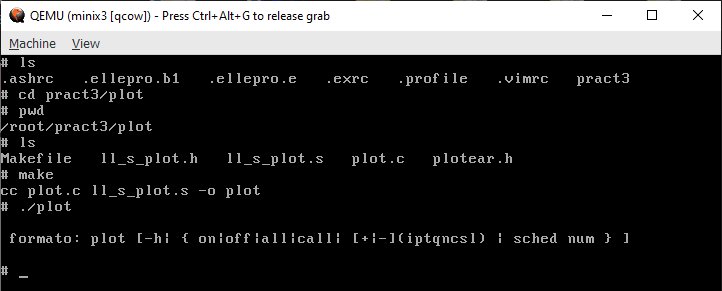 QEMU (minix3 [qcow]) - Press Ctrl+Alt+G to release grab
Machine View
# ls
.ashrc .ellepro.b1 .ellepro.e .exrc .profile .vimrc pract3
# cd pract3/plot
# pwd
/root/pract3/plot
# ls
Makefile ll_s_plot.h ll_s_plot.s plot.c plotear.h
# make
cc plot.c ll_s_plot.s -o plot
# ./plot
formato: plot [-h¦ { on¦off¦all¦call¦ [+¦-](iptqncsl) ¦ sched num } ]
# _